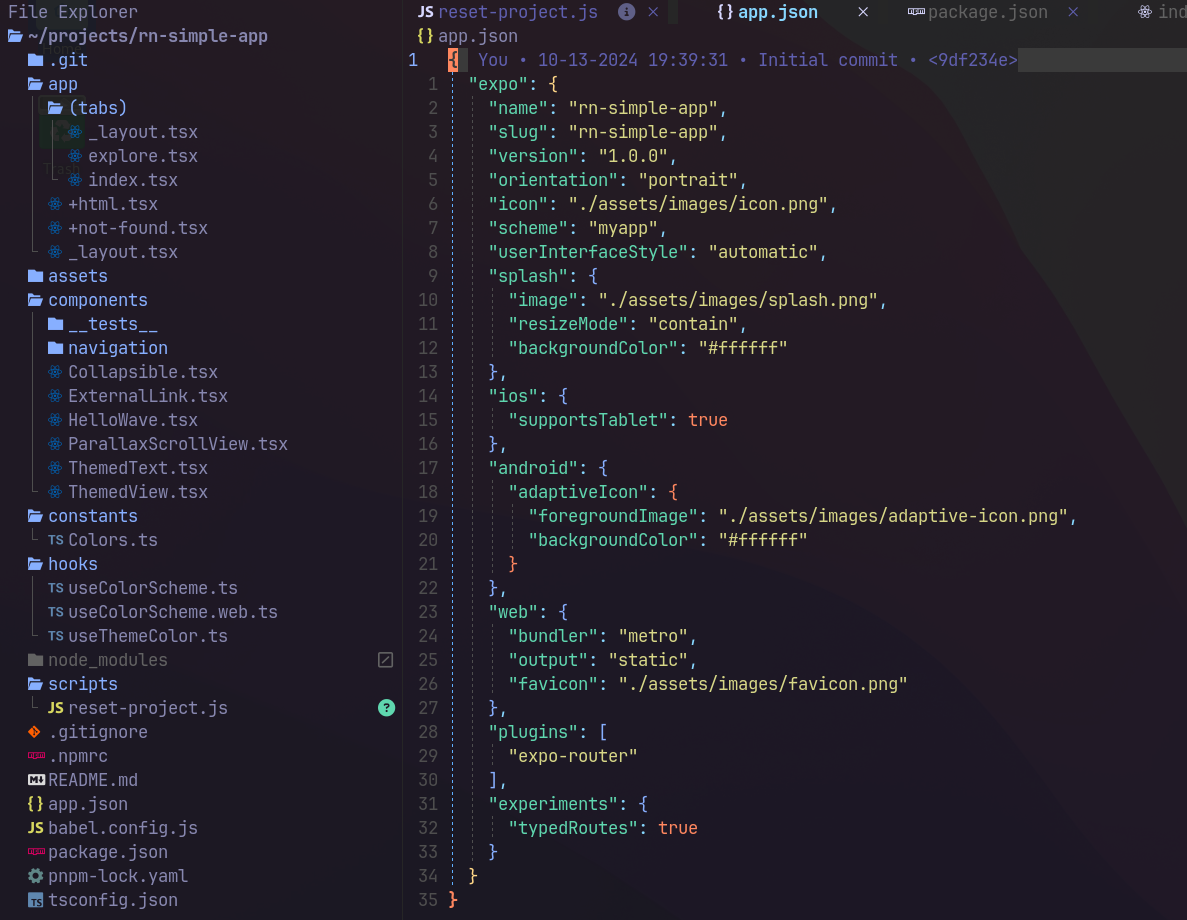 File Explorer
~/projects/rn-simple-app
.git
app
(tabs)
_layout.tsx
explore.tsx
index.tsx
+html.tsx
+not-found.tsx
_layout.tsx
assets
components
__tests__
navigation
Collapsible.tsx
ExternalLink.tsx
HelloWave.tsx
ParallaxScrollView.tsx
ThemedText.tsx
ThemedView.tsx
constants
TS Colors.ts
hooks
TS useColorScheme.ts
TS useColorScheme.web.ts
TS useThemeColor.ts
node_modules
scripts
JS reset-project.js ?
.gitignore
npm .npmrc
M↓ README.md
{} app.json
JS babel.config.js
npm package.json
pnpm-lock.yaml
TS tsconfig.json
JS reset-project.js i × {} app.json × npm package.json × ind
{} app.json
1 { You • 10-13-2024 19:39:31 • Initial commit • <9df234e>
1 "expo": {
2 "name": "rn-simple-app",
3 "slug": "rn-simple-app",
4 "version": "1.0.0",
5 "orientation": "portrait",
6 "icon": "./assets/images/icon.png",
7 "scheme": "myapp",
8 "userInterfaceStyle": "automatic",
9 "splash": {
10 "image": "./assets/images/splash.png",
11 "resizeMode": "contain",
12 "backgroundColor": "#ffffff"
13 },
14 "ios": {
15 "supportsTablet": true
16 },
17 "android": {
18 "adaptiveIcon": {
19 "foregroundImage": "./assets/images/adaptive-icon.png",
20 "backgroundColor": "#ffffff"
21 }
22 },
23 "web": {
24 "bundler": "metro",
25 "output": "static",
26 "favicon": "./assets/images/favicon.png"
27 },
28 "plugins": [
29 "expo-router"
30 ],
31 "experiments": {
32 "typedRoutes": true
33 }
34 }
35 }
Home
Trash